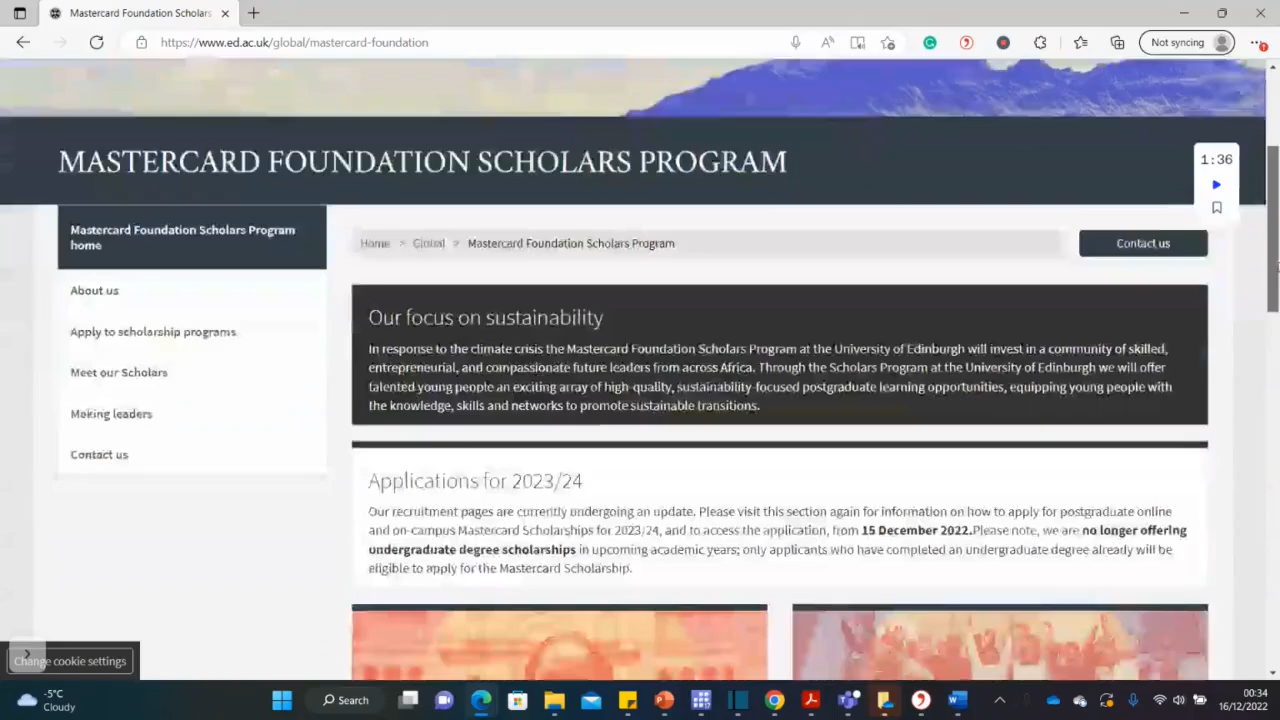 Mastercard Foundation Scholars
https://www.ed.ac.uk/global/mastercard-foundation
Not syncing
MASTERCARD FOUNDATION SCHOLARS PROGRAM
1:36
Mastercard Foundation Scholars Program
home
About us
Apply to scholarship programs
Meet our Scholars
Making leaders
Contact us
Home > Global > Mastercard Foundation Scholars Program
Contact us
Our focus on sustainability
In response to the climate crisis the Mastercard Foundation Scholars Program at the University of Edinburgh will invest in a community of skilled,
entrepreneurial, and compassionate future leaders from across Africa. Through the Scholars Program at the University of Edinburgh we will offer
talented young people an exciting array of high-quality, sustainability-focused postgraduate learning opportunities, equipping young people with
the knowledge, skills and networks to promote sustainable transitions.
Applications for 2023/24
Our recruitment pages are currently undergoing an update. Please visit this section again for information on how to apply for postgraduate online
and on-campus Mastercard Scholarships for 2023/24, and to access the application, from 15 December 2022.Please note, we are no longer offering
undergraduate degree scholarships in upcoming academic years; only applicants who have completed an undergraduate degree already will be
eligible to apply for the Mastercard Scholarship.
Change cookie settings
-5°C
Cloudy
Search
00:34
16/12/2022